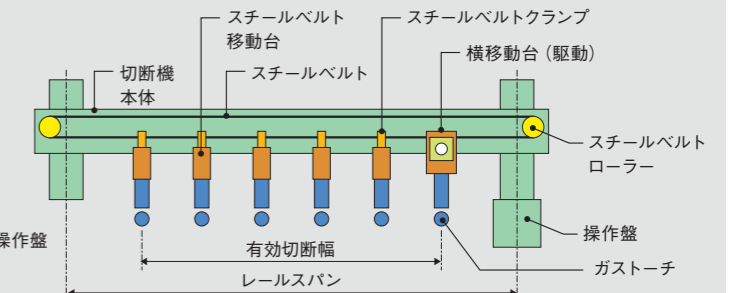 スチールベルト
移動台
スチールベルトクランプ
横移動台（駆動）
切断機
本体
スチールベルト
スチールベルト
ローラー
操作盤
操作盤
有効切断幅
ガストーチ
レールスパン